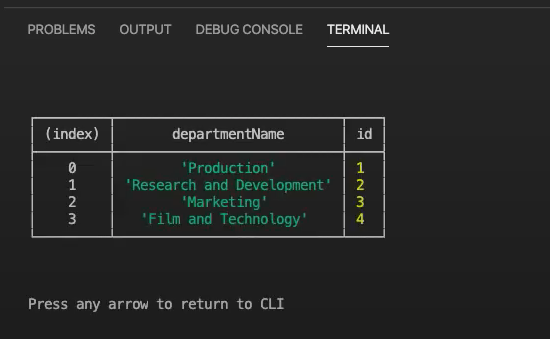 PROBLEMS OUTPUT DEBUG CONSOLE TERMINAL
(index) departmentName id
0 'Production' 1
1 'Research and Development' 2
2 'Marketing' 3
3 'Film and Technology' 4
Press any arrow to return to CLI